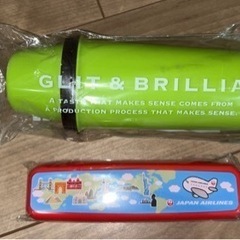 GLIT & BRILLIA
A TASTE THAT MAKES SENSE COMES FROM
A PRODUCTION PROCESS THAT MAKES SENSE.
JAPAN AIRLINES